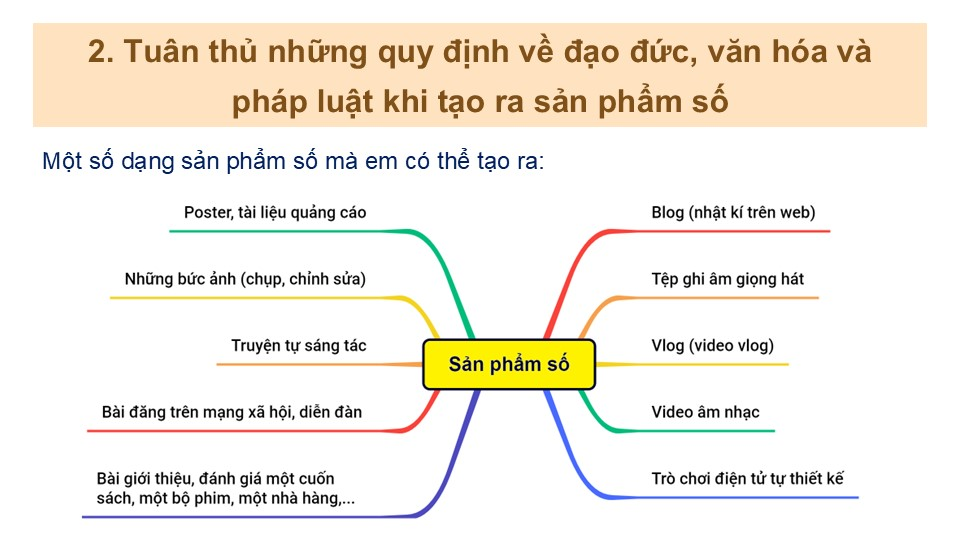 2. Tuân thủ những quy định về đạo đức, văn hóa và
pháp luật khi tạo ra sản phẩm số
Một số dạng sản phẩm số mà em có thể tạo ra:
Poster, tài liệu quảng cáo
Những bức ảnh (chụp, chỉnh sửa)
Truyện tự sáng tác
Bài đăng trên mạng xã hội, diễn đàn
Bài giới thiệu, đánh giá một cuốn
sách, một bộ phim, một nhà hàng,...
Sản phẩm số
Blog (nhật kí trên web)
Tệp ghi âm giọng hát
Vlog (video vlog)
Video âm nhạc
Trò chơi điện tử tự thiết kế